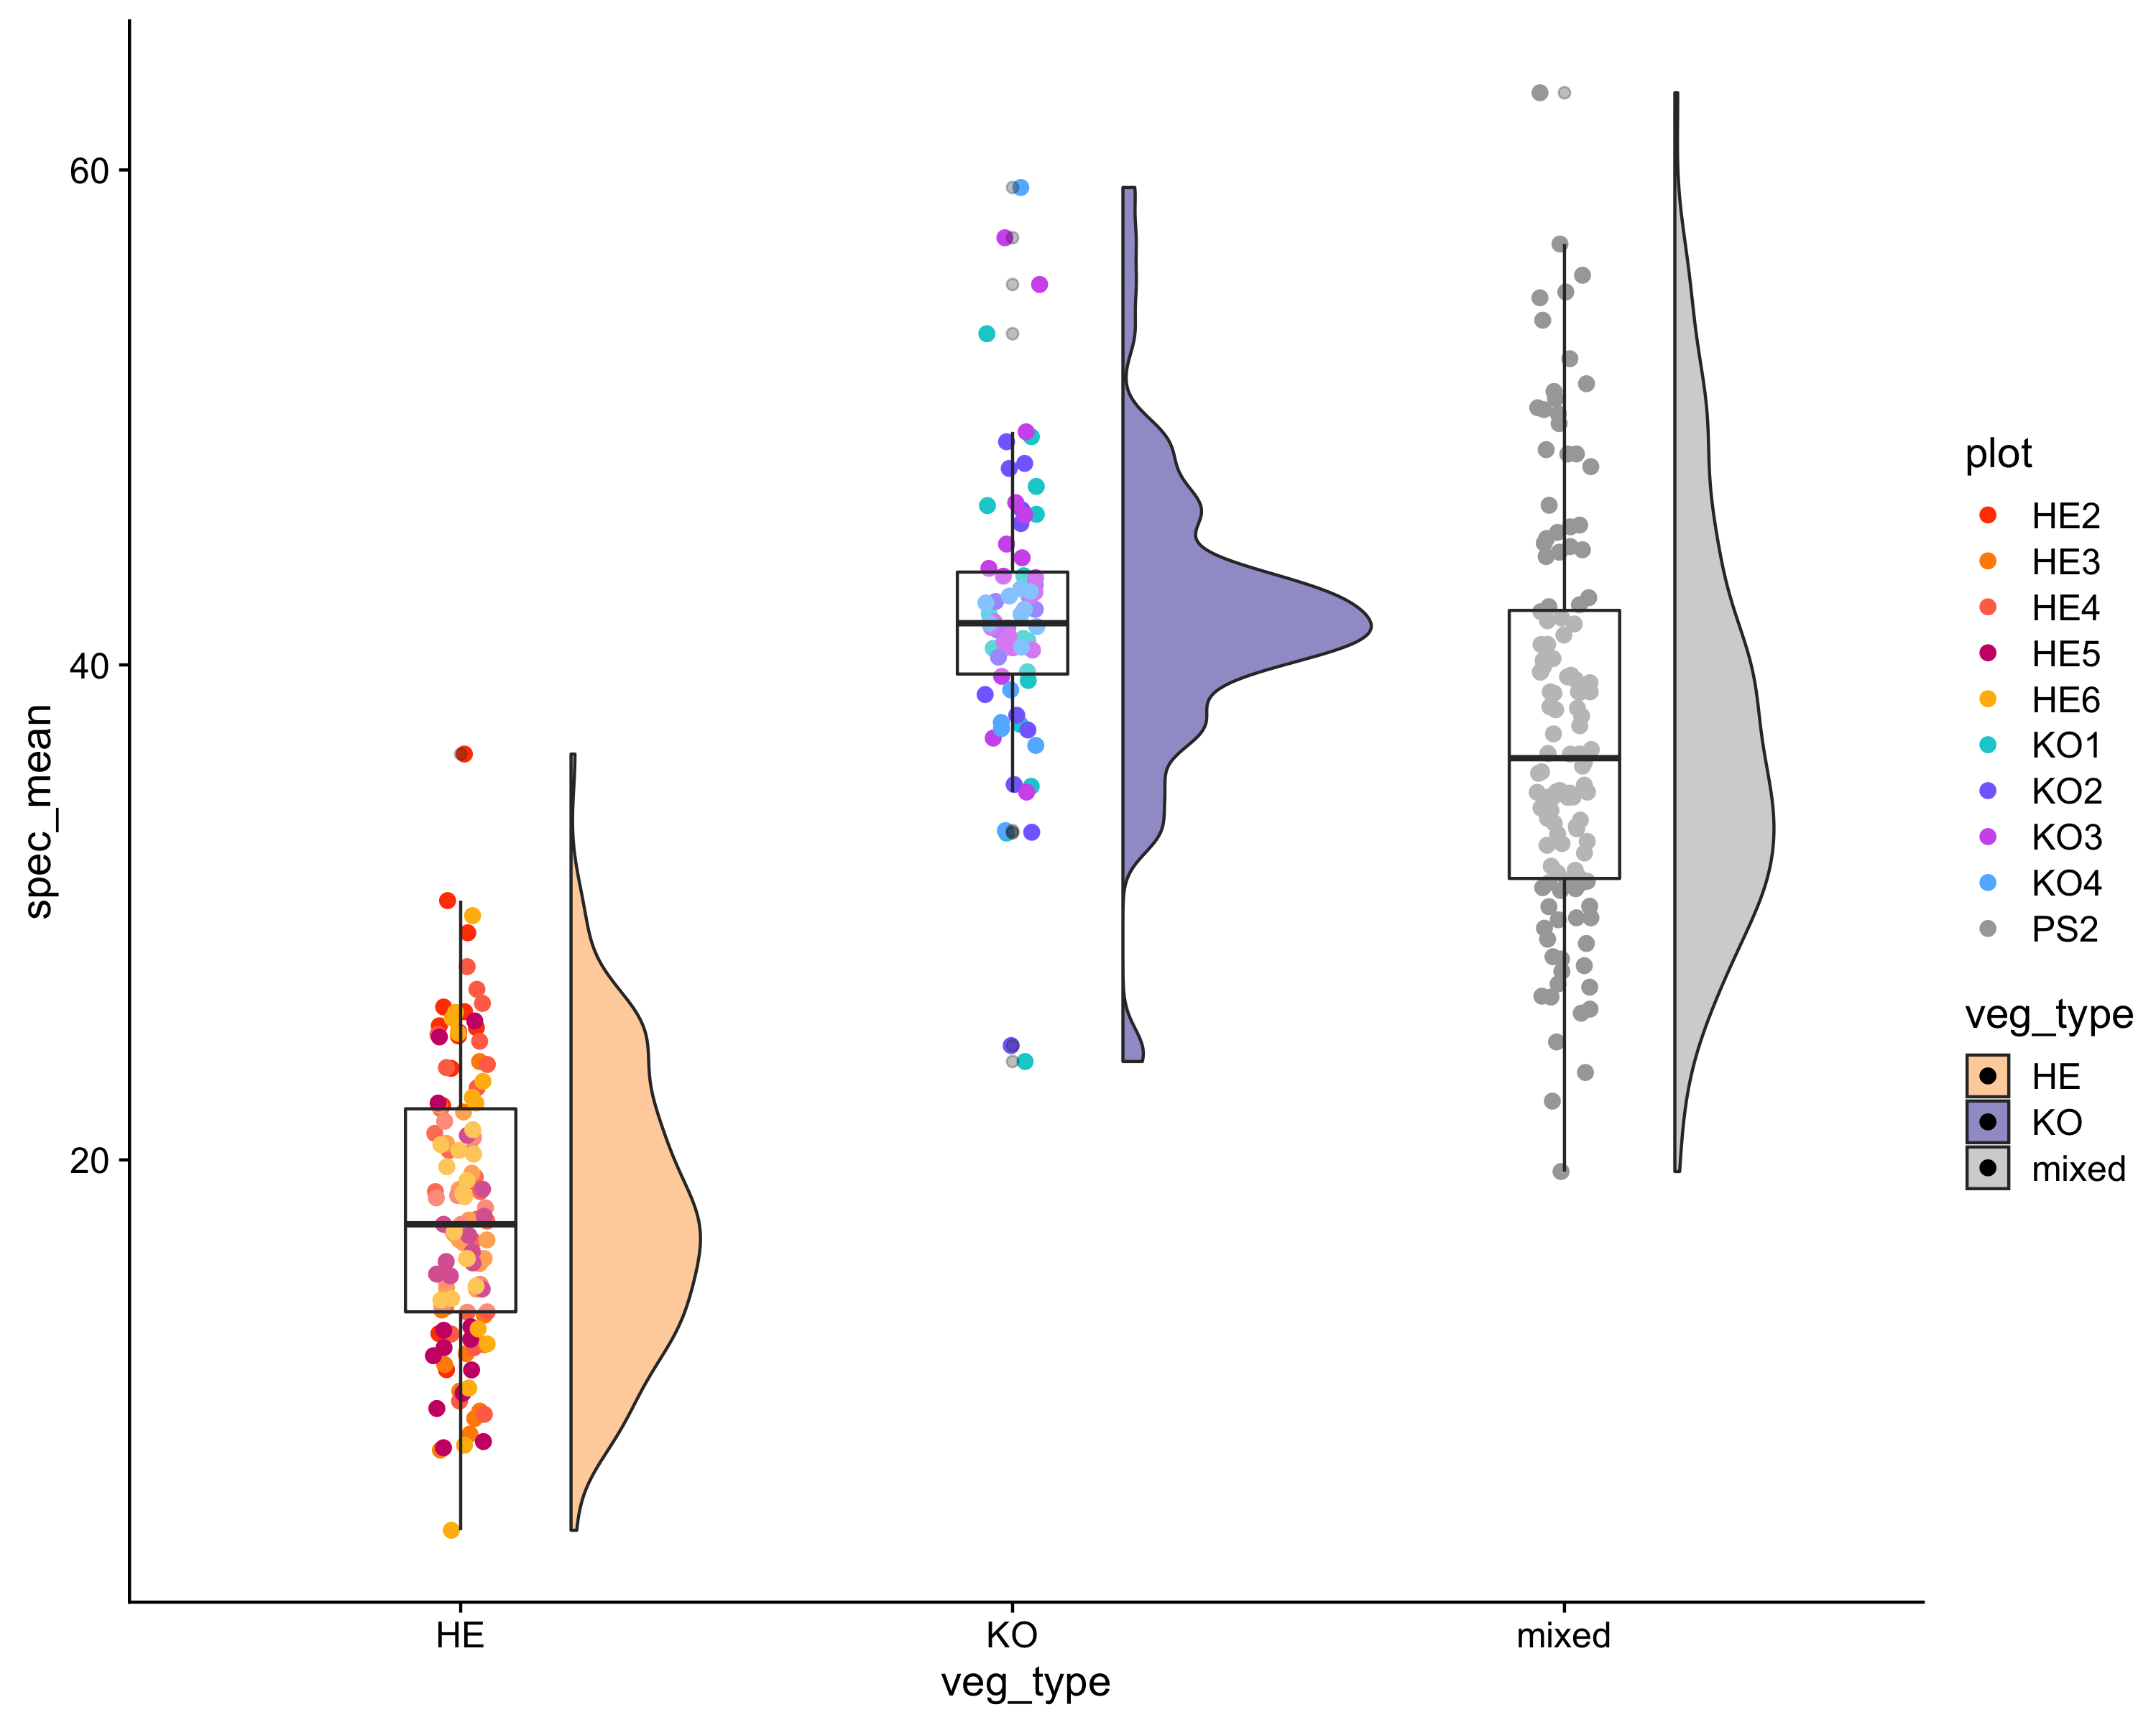 60
40
20
spec_mean
HE
KO
mixed
veg_type
plot
HE2
HE3
HE4
HE5
HE6
KO1
KO2
KO3
KO4
PS2
veg_type
HE
KO
mixed